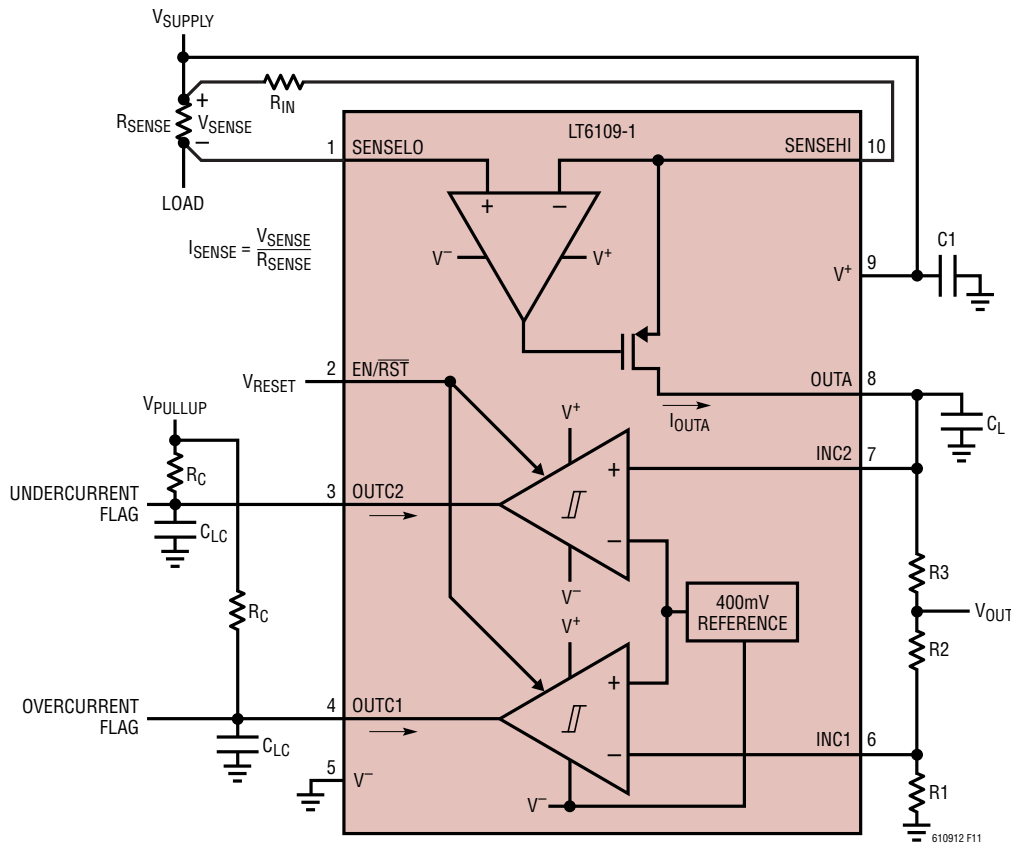 VSUPPLY
RIN
RSENSE
+
VSENSE
–
LOAD
ISENSE = VSENSE
RSENSE
LT6109-1
1
SENSELO
SENSEHI
10
+
–
V–
V+
V+
9
C1
2
EN/RST
VRESET
OUTA
8
IOUTA
CL
VPULLUP
RC
UNDERCURRENT
FLAG
3
OUTC2
CLC
V+
+
–
V–
INC2
7
R3
400mV
REFERENCE
VOUT
R2
RC
V+
OVERCURRENT
FLAG
4
OUTC1
CLC
+
–
V–
INC1
6
5
V–
R1
610912 F11